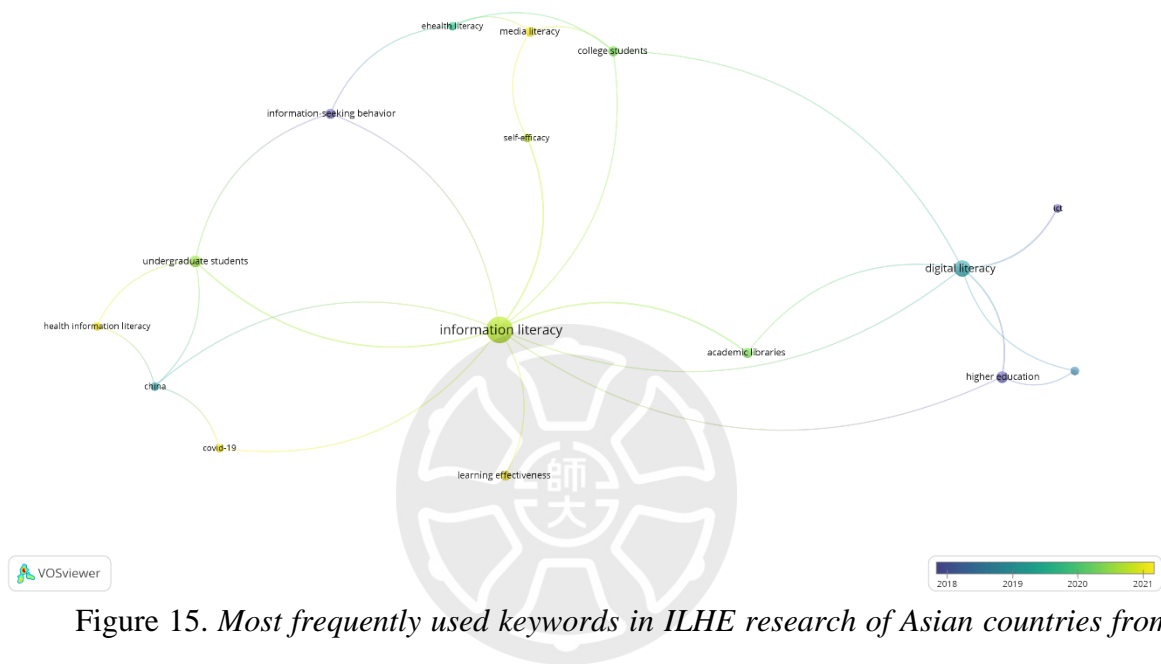 ehealth literacy
media literacy
college students
information-seeking behavior
self-efficacy
ict
undergraduate students
digital literacy
health information literacy
information literacy
academic libraries
higher education
china
covid-19
learning effectiveness
師大
VOSviewer
2018 2019 2020 2021
Figure 15. Most frequently used keywords in ILHE research of Asian countries from